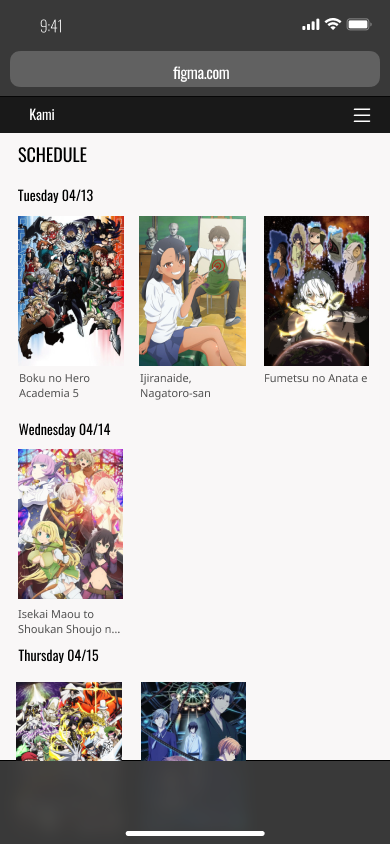 9:41
figma.com
Kami
SCHEDULE
Tuesday 04/13
Boku no Hero
Academia 5
Ijiranaide,
Nagatoro-san
Fumetsu no Anata e
Wednesday 04/14
Isekai Maou to
Shoukan Shoujo n...
Thursday 04/15